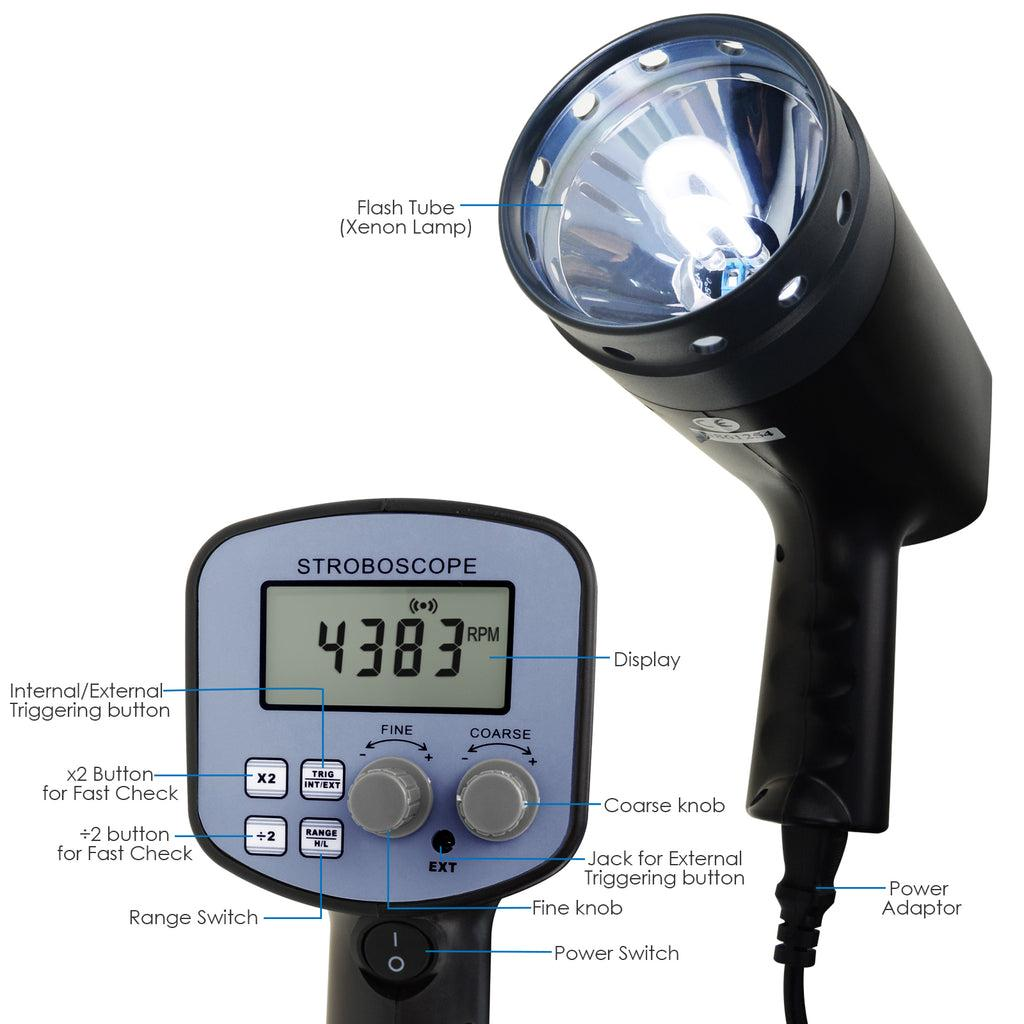 Flash Tube
(Xenon Lamp)
CE
STROBOSCOPE
4383 RPM
Display
Internal/External
Triggering button
FINE
COARSE
- +
- +
x2 Button
for Fast Check
X2
TRIG
INT/EXT
Coarse knob
÷2 button
for Fast Check
÷2
RANGE
H/L
EXT
Jack for External
Triggering button
Power
Adaptor
Range Switch
Fine knob
I
O
Power Switch